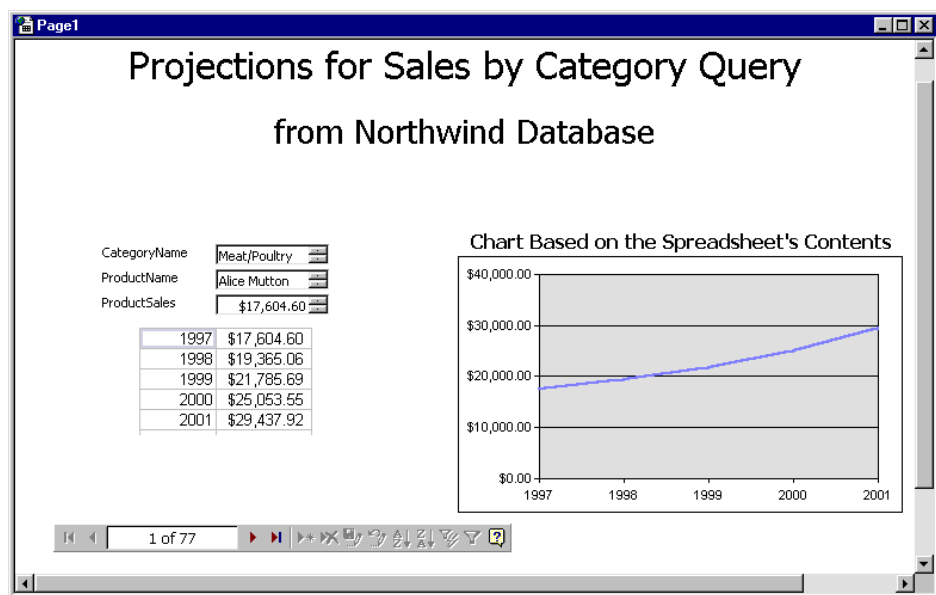 Page1
Projections for Sales by Category Query
from Northwind Database
CategoryName Meat/Poultry
ProductName Alice Mutton
ProductSales $17,604.60
1997 $17,604.60
1998 $19,365.06
1999 $21,785.69
2000 $25,053.55
2001 $29,437.92
Chart Based on the Spreadsheet's Contents
$40,000.00
$30,000.00
$20,000.00
$10,000.00
$0.00
1997 1998 1999 2000 2001
1 of 77